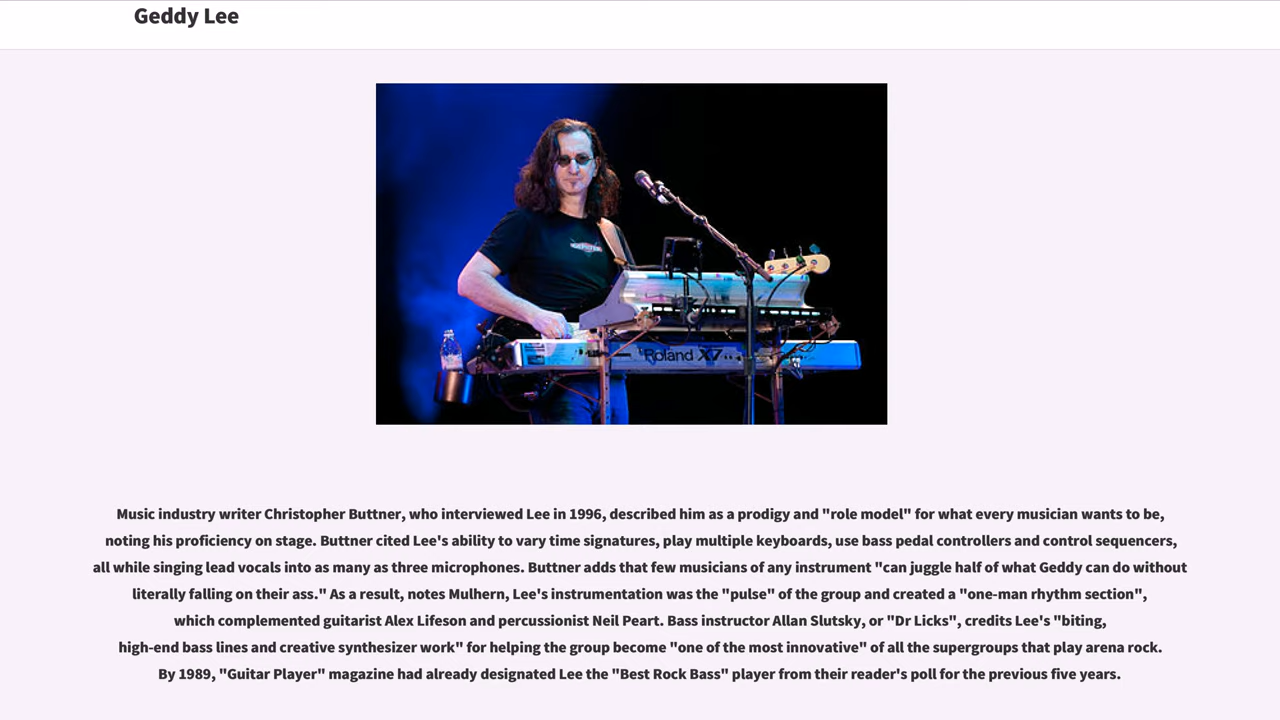 Geddy Lee
Roland X7
Music industry writer Christopher Buttner, who interviewed Lee in 1996, described him as a prodigy and "role model" for what every musician wants to be,
noting his proficiency on stage. Buttner cited Lee's ability to vary time signatures, play multiple keyboards, use bass pedal controllers and control sequencers,
all while singing lead vocals into as many as three microphones. Buttner adds that few musicians of any instrument "can juggle half of what Geddy can do without
literally falling on their ass." As a result, notes Mulhern, Lee's instrumentation was the "pulse" of the group and created a "one-man rhythm section",
which complemented guitarist Alex Lifeson and percussionist Neil Peart. Bass instructor Allan Slutsky, or "Dr Licks", credits Lee's "biting,
high-end bass lines and creative synthesizer work" for helping the group become "one of the most innovative" of all the supergroups that play arena rock.
By 1989, "Guitar Player" magazine had already designated Lee the "Best Rock Bass" player from their reader's poll for the previous five years.